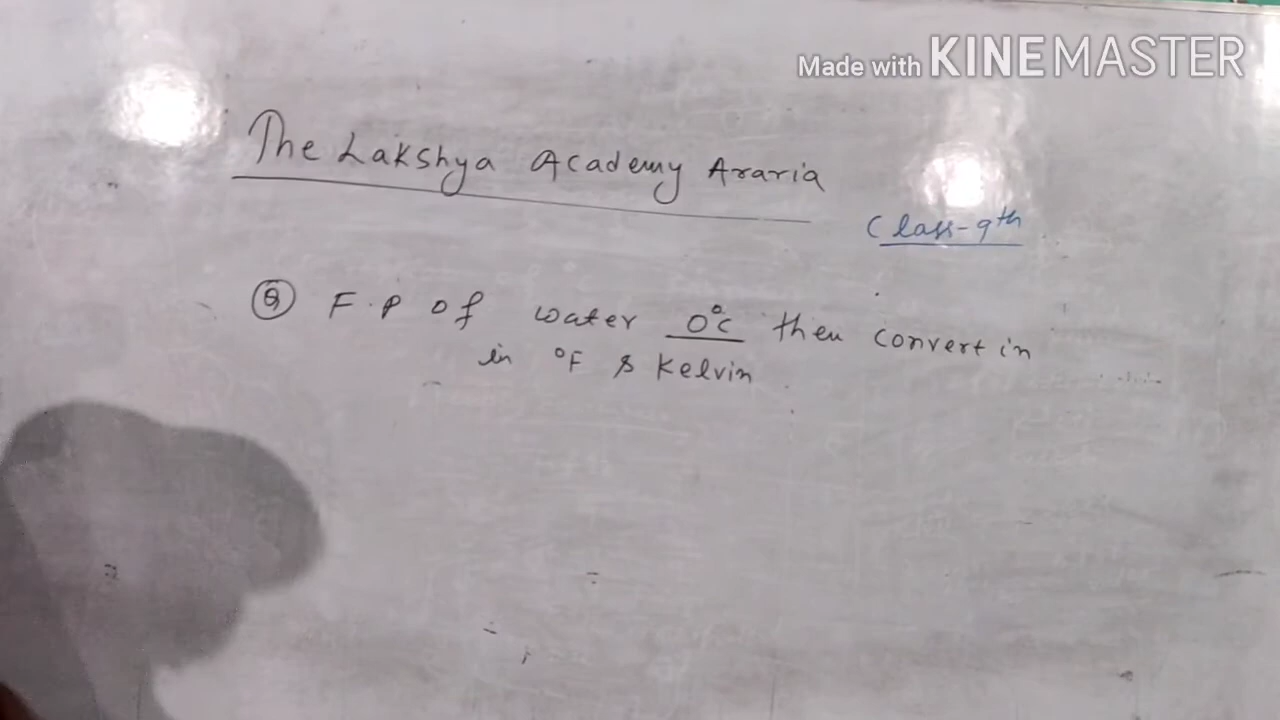 Made with KINEMASTER
The Lakshya Academy Araria
Class-9th
Q F.P of water 0°C then convert in
in °F & Kelvin